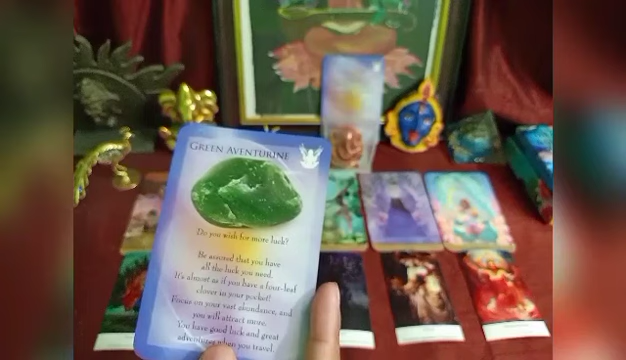 GREEN AVENTURINE
Do you wish for more luck?
Be assured that you have
all the luck you need.
It's almost as if you have a four-leaf
clover in your pocket!
Focus on your vast abundance, and
you will attract more.
You have good luck and great
adventures when you travel.